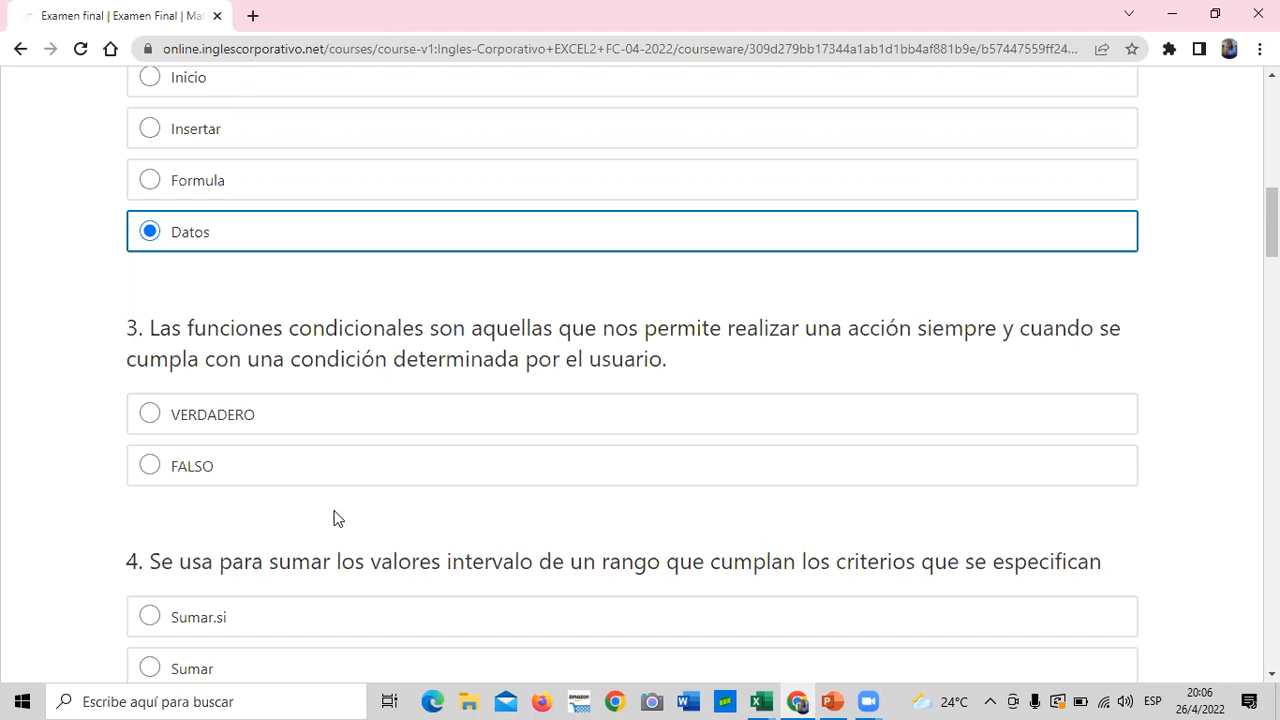 Examen final | Examen Final | Ma
online.inglescorporativo.net/courses/course-v1:Ingles-Corporativo+EXCEL2+FC-04-2022/courseware/309d279bb17344a1ab1d1bb4af881b9e/b57447559ff24...
Inicio
Insertar
Formula
Datos
3. Las funciones condicionales son aquellas que nos permite realizar una acción siempre y cuando se
cumpla con una condición determinada por el usuario.
VERDADERO
FALSO
4. Se usa para sumar los valores intervalo de un rango que cumplan los criterios que se especifican
Sumar.si
Sumar
Escribe aquí para buscar
amazon
24°C
ESP
20:06
26/4/2022